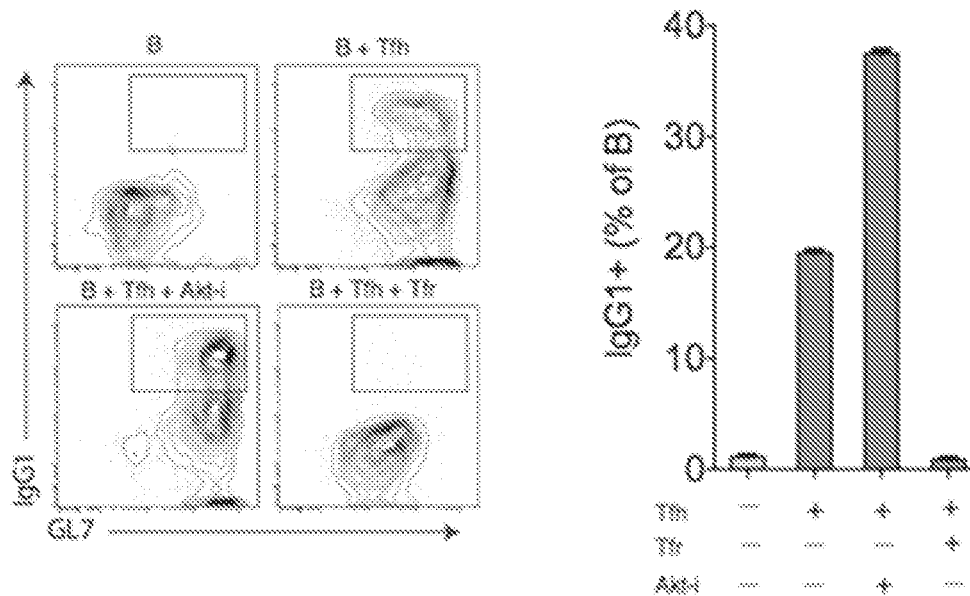 B
B + Tfh
B + Tfh + Akt-i
B + Tfh + Tfr
IgG1
GL7
IgG1+ (% of B)
40
30
20
10
0
Tfh − + + +
Tfr − − − +
Akt-i − − + −